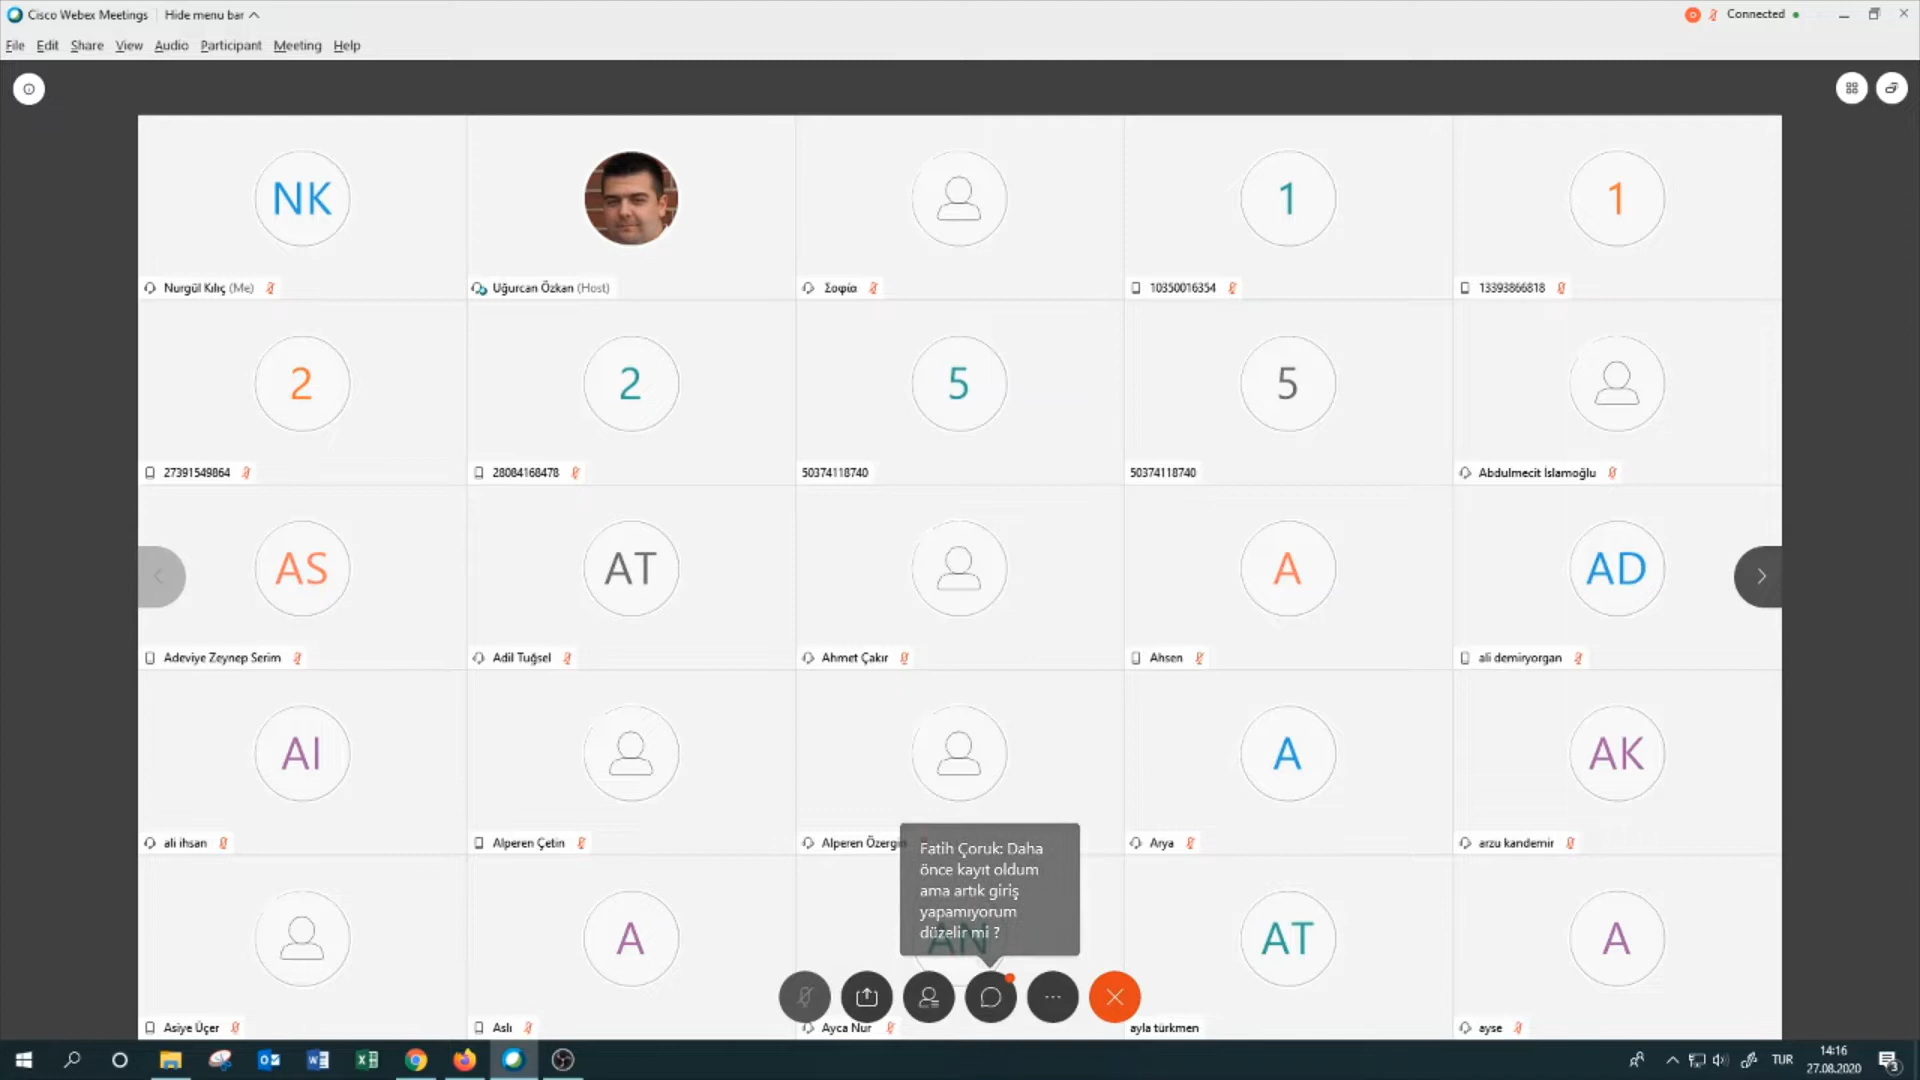 Cisco Webex Meetings
Hide menu bar
Connected
File Edit Share View Audio Participant Meeting Help
NK
1
1
Nurgül Kılıç (Me)
Uğurcan Özkan (Host)
Σοφία
10350016354
13393866818
2
2
5
5
27391549864
28084168478
50374118740
50374118740
Abdulmecit İslamoğlu
AS
AT
A
AD
Adeviye Zeynep Serim
Adil Tuğsel
Ahmet Çakır
Ahsen
ali demiryorgan
AI
A
AK
ali ihsan
Alperen Çetin
Alperen Özergin
Arya
arzu kandemir
Fatih Çoruk: Daha
önce kayıt oldum
ama artık giriş
yapamıyorum
düzelir mi ?
A
AN
AT
A
Asiye Üçer
Aslı
Ayca Nur
ayla türkmen
ayse
TUR
14:16
27.08.2020
3